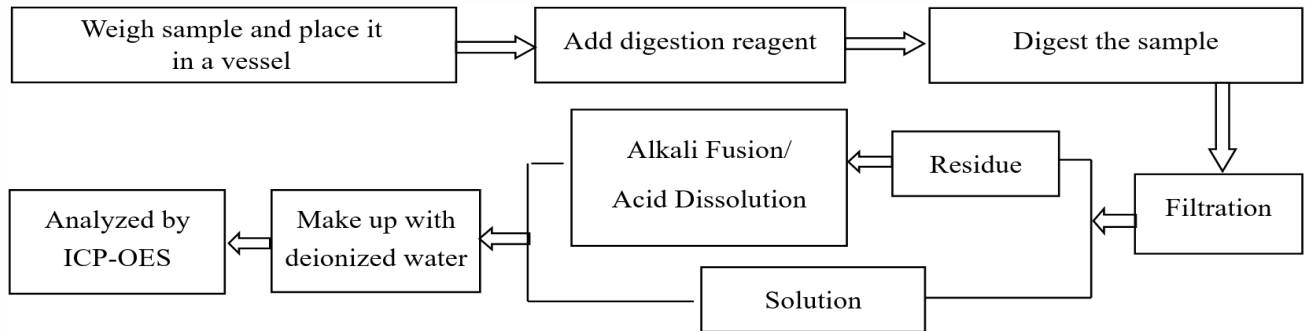 Weigh sample and place it
in a vessel
Add digestion reagent
Digest the sample
Filtration
Residue
Alkali Fusion/
Acid Dissolution
Solution
Make up with
deionized water
Analyzed by
ICP-OES